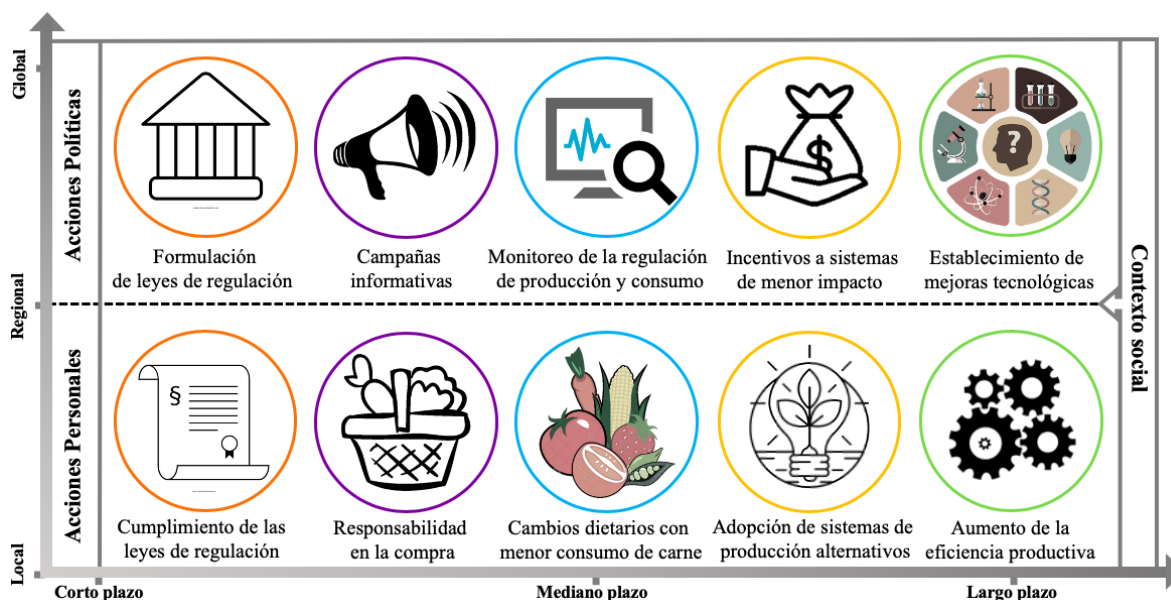 Global
Regional
Local
Acciones Políticas
Formulación
de leyes de regulación
Campañas
informativas
Monitoreo de la regulación
de producción y consumo
$
Incentivos a sistemas
de menor impacto
?
Establecimiento de
mejoras tecnológicas
Contexto social
Acciones Personales
§
Cumplimiento de las
leyes de regulación
Responsabilidad
en la compra
Cambios dietarios con
menor consumo de carne
Adopción de sistemas de
producción alternativos
Aumento de la
eficiencia productiva
Corto plazo
Mediano plazo
Largo plazo